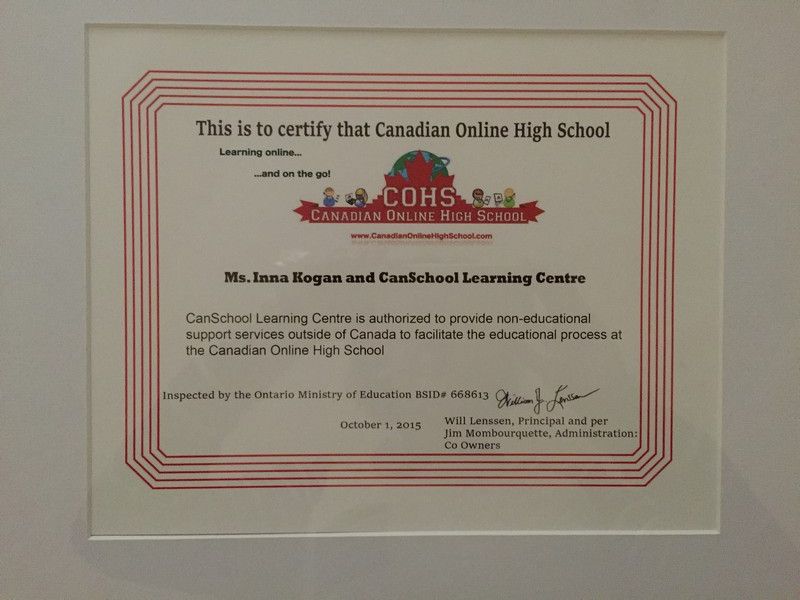 This is to certify that Canadian Online High School
Learning online...
...and on the go!
COHS
CANADIAN ONLINE HIGH SCHOOL
www.CanadianOnlineHighSchool.com
Ms. Inna Kogan and CanSchool Learning Centre
CanSchool Learning Centre is authorized to provide non-educational
support services outside of Canada to facilitate the educational process at
the Canadian Online High School
Inspected by the Ontario Ministry of Education BSID# 668613
William J. Lenssen
October 1, 2015
Will Lenssen, Principal and per
Jim Mombourquette, Administration:
Co Owners